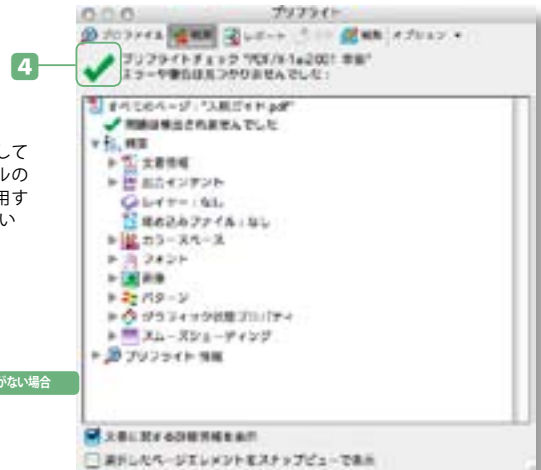 プリフライト
プロファイル 結果 レポート 編集 オプション
4
プリフライトチェック "PDF/X-1a:2001 準拠"
エラーや警告は見つかりませんでした：
すべてのページ："入稿ガイド.pdf"
問題は検出されませんでした
概要
文書情報
出力インテント
レイヤー：なし
埋め込みファイル：なし
カラースペース
フォント
画像
パターン
グラフィック状態プロパティ
スムーズシェーディング
プリフライト 情報
して
ルの
用す
い
がない場合
文書に関する詳細情報を表示
選択したページエレメントをスナップビューで表示